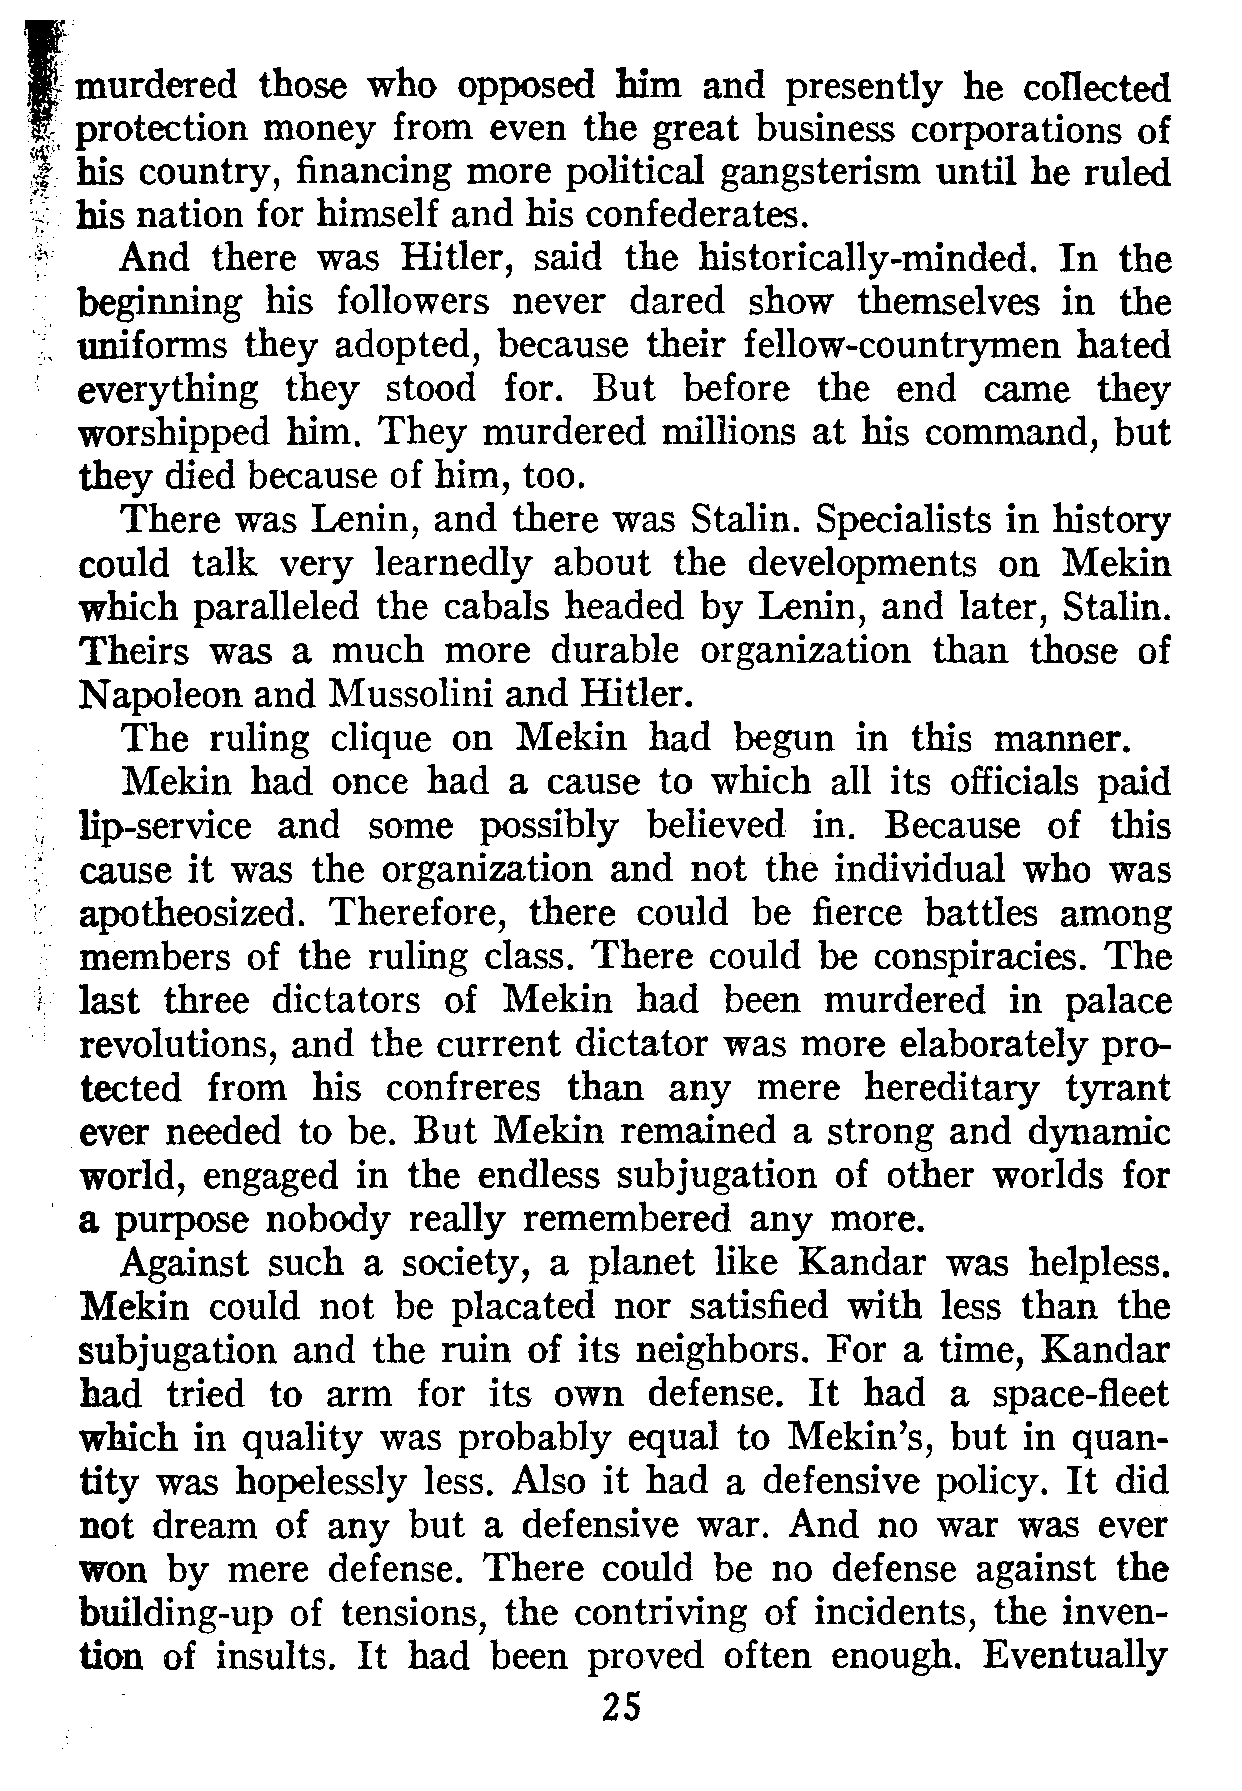 murdered those who opposed him and presently he collected
protection money from even the great business corporations of
his country, financing more political gangsterism until he ruled
his nation for himself and his confederates.
And there was Hitler, said the historically-minded. In the
beginning his followers never dared show themselves in the
uniforms they adopted, because their fellow-countrymen hated
everything they stood for. But before the end came they
worshipped him. They murdered millions at his command, but
they died because of him, too.
There was Lenin, and there was Stalin. Specialists in history
could talk very learnedly about the developments on Mekin
which paralleled the cabals headed by Lenin, and later, Stalin.
Theirs was a much more durable organization than those of
Napoleon and Mussolini and Hitler.
The ruling clique on Mekin had begun in this manner.
Mekin had once had a cause to which all its officials paid
lip-service and some possibly believed in. Because of this
cause it was the organization and not the individual who was
apotheosized. Therefore, there could be fierce battles among
members of the ruling class. There could be conspiracies. The
last three dictators of Mekin had been murdered in palace
revolutions, and the current dictator was more elaborately pro-
tected from his confreres than any mere hereditary tyrant
ever needed to be. But Mekin remained a strong and dynamic
world, engaged in the endless subjugation of other worlds for
a purpose nobody really remembered any more.
Against such a society, a planet like Kandar was helpless.
Mekin could not be placated nor satisfied with less than the
subjugation and the ruin of its neighbors. For a time, Kandar
had tried to arm for its own defense. It had a space-fleet
which in quality was probably equal to Mekin's, but in quan-
tity was hopelessly less. Also it had a defensive policy. It did
not dream of any but a defensive war. And no war was ever
won by mere defense. There could be no defense against the
building-up of tensions, the contriving of incidents, the inven-
tion of insults. It had been proved often enough. Eventually
25